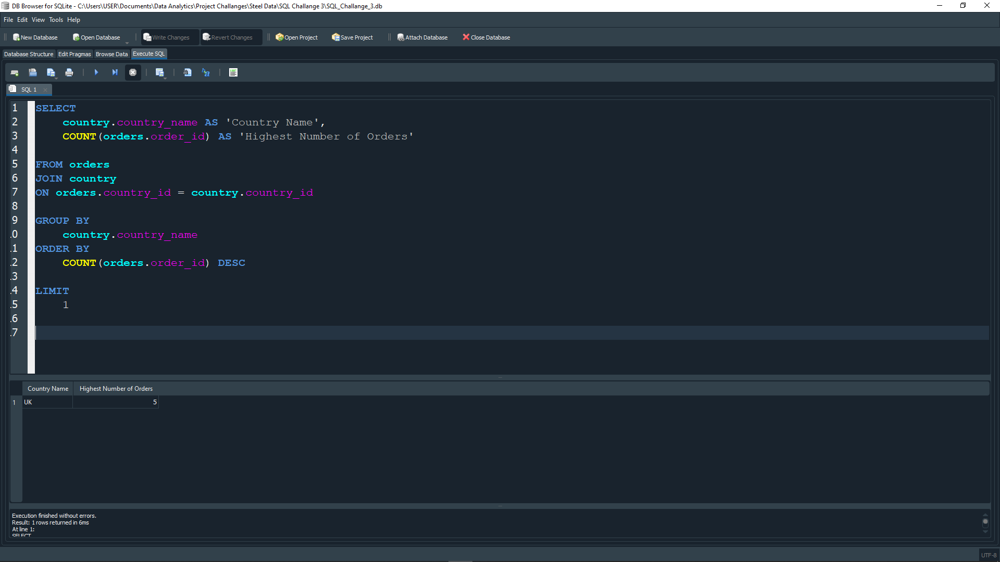 DB Browser for SQLite - C:\Users\USER\Documents\Data Analytics\Project Challanges\Steel Data\SQL Challange 3\SQL_Challange_3.db
File Edit View Tools Help
New Database Open Database Write Changes Revert Changes Open Project Save Project Attach Database Close Database
Database Structure Edit Pragmas Browse Data Execute SQL
SQL 1
1 SELECT
2 country.country_name AS 'Country Name',
3 COUNT(orders.order_id) AS 'Highest Number of Orders'
4
5 FROM orders
6 JOIN country
7 ON orders.country_id = country.country_id
8
9 GROUP BY
.0 country.country_name
.1 ORDER BY
.2 COUNT(orders.order_id) DESC
.3
.4 LIMIT
.5 1
.6
.7
Country Name Highest Number of Orders
1 UK 5
Execution finished without errors.
Result: 1 rows returned in 6ms
At line 1:
SELECT
UTF-8